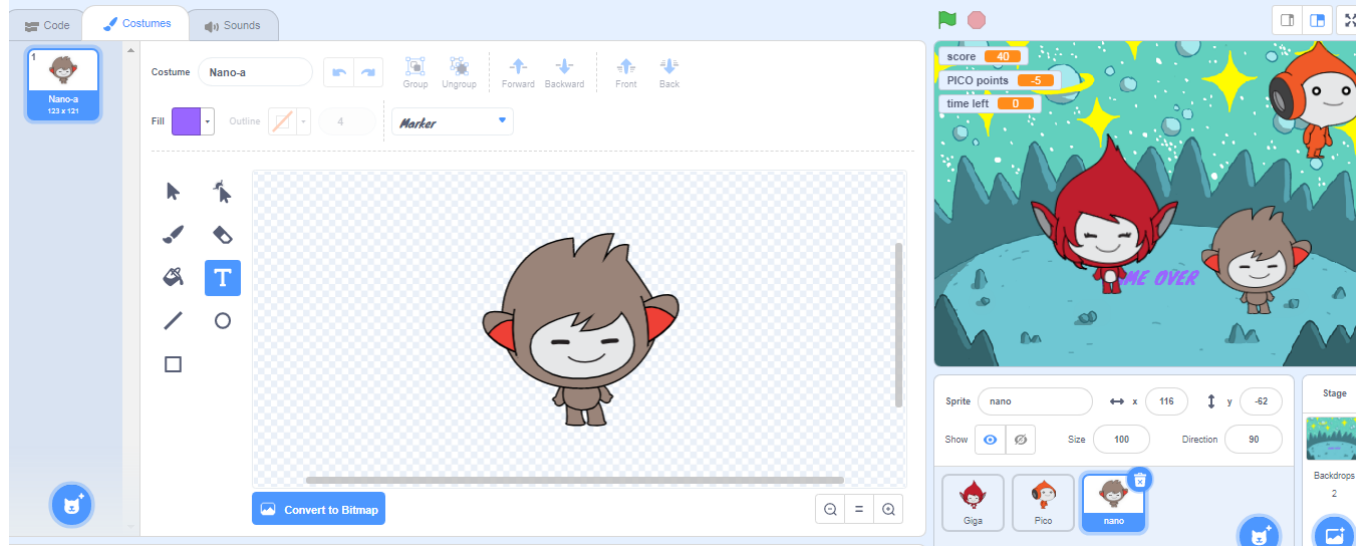 Code
Costumes
Sounds
1
Nano-a
123 x 121
Costume
Nano-a
Group
Ungroup
Forward
Backward
Front
Back
Fill
Outline
4
Marker
T
Convert to Bitmap
score 40
PICO points -5
time left 0
ME OVER
Sprite
nano
x 116
y -62
Show
Size 100
Direction 90
Giga
Pico
nano
Stage
Backdrops
2